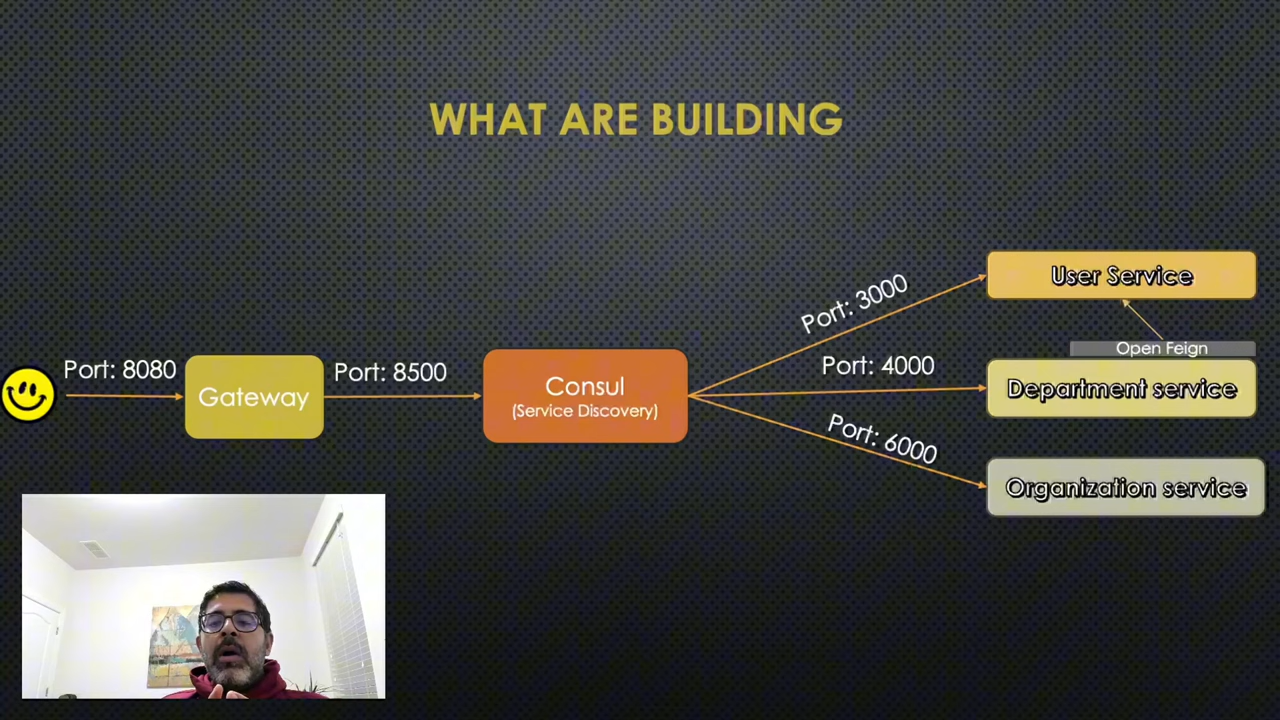 WHAT ARE BUILDING
Port: 8080
Gateway
Port: 8500
Consul
(Service Discovery)
Port: 3000
Port: 4000
Port: 6000
User Service
Open Feign
Department service
Organization service